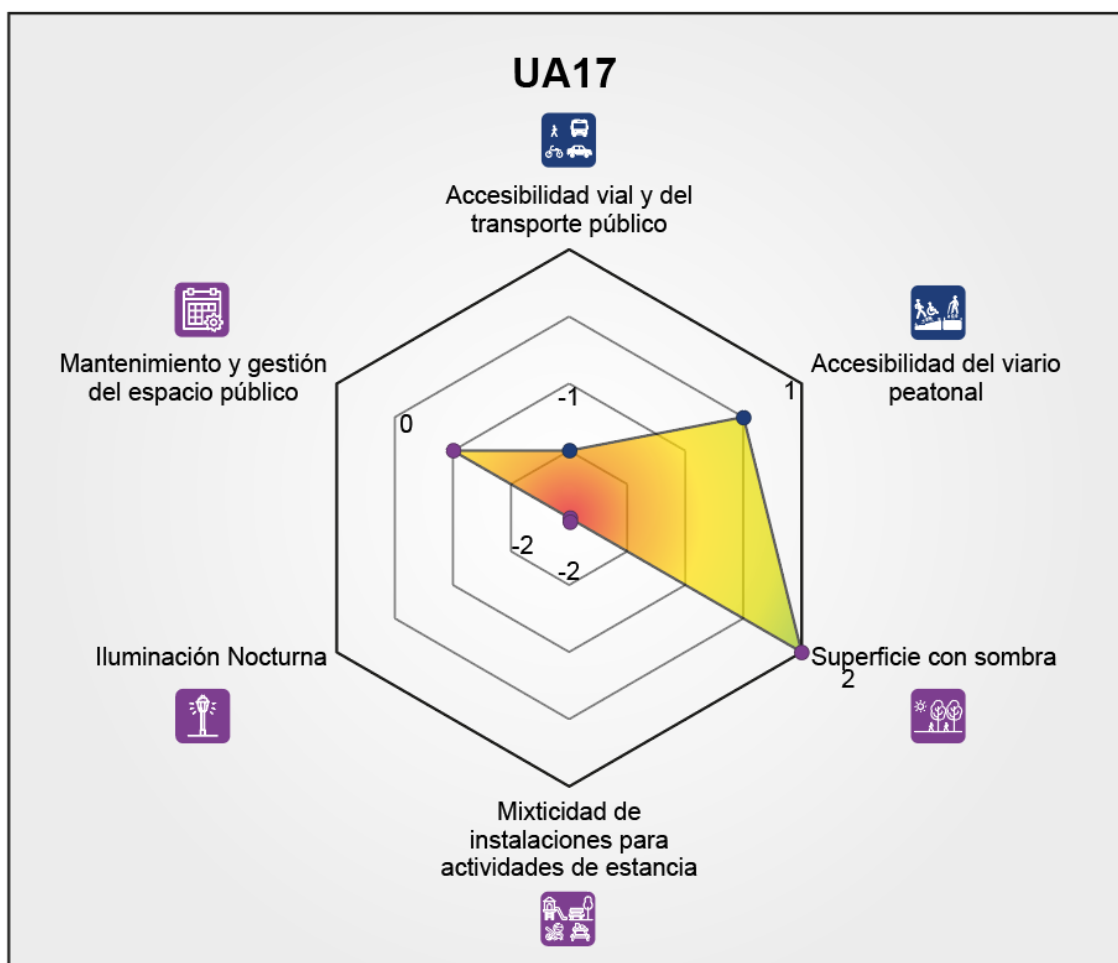 UA17
Accesibilidad vial y del
transporte público
Mantenimiento y gestión
del espacio público
Accesibilidad del viario
peatonal
-1
1
0
-2
-2
Iluminación Nocturna
Superficie con sombra
2
Mixticidad de
instalaciones para
actividades de estancia